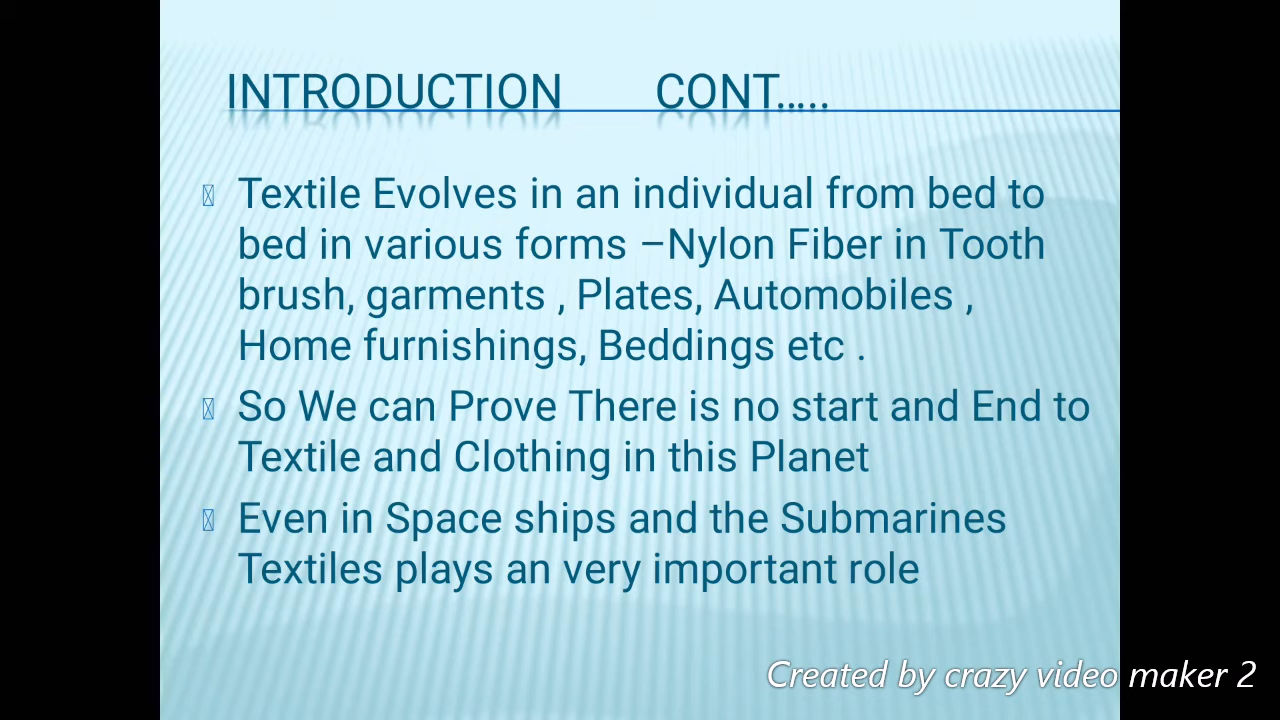 INTRODUCTION CONT…..
Textile Evolves in an individual from bed to
bed in various forms –Nylon Fiber in Tooth
brush, garments , Plates, Automobiles ,
Home furnishings, Beddings etc .
So We can Prove There is no start and End to
Textile and Clothing in this Planet
Even in Space ships and the Submarines
Textiles plays an very important role
Created by crazy video maker 2